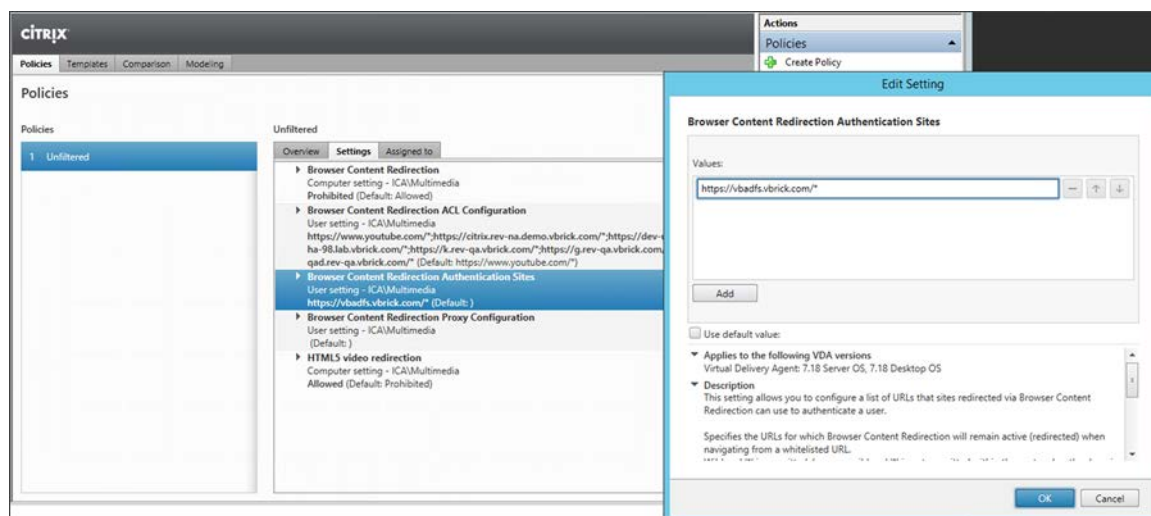 CİTRIX
Policies Templates Comparison Modeling
Policies
Policies
1 Unfiltered
Unfiltered
Overview Settings Assigned to
Browser Content Redirection
Computer setting - ICA\Multimedia
Prohibited (Default: Allowed)
Browser Content Redirection ACL Configuration
User setting - ICA\Multimedia
https://www.youtube.com/*;https://citrix.rev-na.demo.vbrick.com/*;https://dev-
ha-98.lab.vbrick.com/*;https://k.rev-qa.vbrick.com/*;https://g.rev-qa.vbrick.com/
qad.rev-qa.vbrick.com/* (Default: https://www.youtube.com/*)
Browser Content Redirection Authentication Sites
User setting - ICA\Multimedia
https://vbadfs.vbrick.com/* (Default: )
Browser Content Redirection Proxy Configuration
User setting - ICA\Multimedia
(Default: )
HTML5 video redirection
Computer setting - ICA\Multimedia
Allowed (Default: Prohibited)
Actions
Policies
Create Policy
Edit Setting
Browser Content Redirection Authentication Sites
Values:
https://vbadfs.vbrick.com/*
Add
Use default value:
Applies to the following VDA versions
Virtual Delivery Agent: 7.18 Server OS, 7.18 Desktop OS
Description
This setting allows you to configure a list of URLs that sites redirected via Browser Content
Redirection can use to authenticate a user.
Specifies the URLs for which Browser Content Redirection will remain active (redirected) when
navigating from a whitelisted URL.
OK Cancel